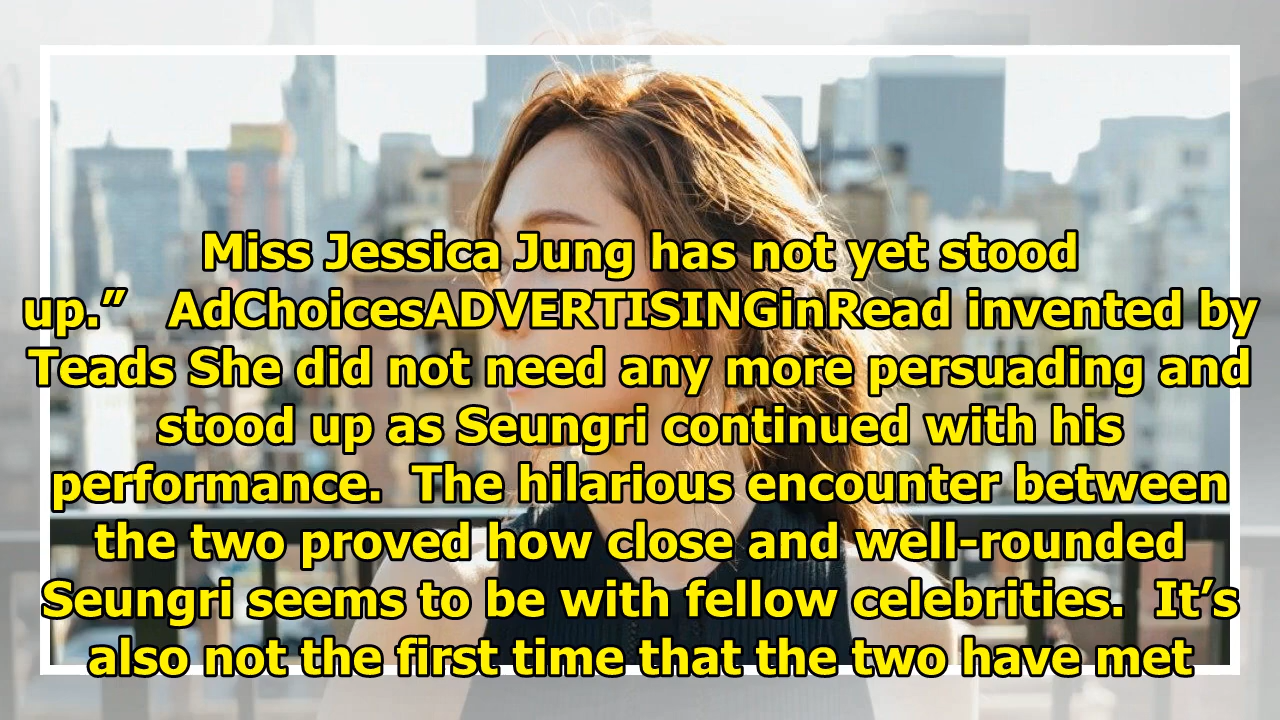 Miss Jessica Jung has not yet stood
up.”   AdChoicesADVERTISINGinRead invented by
Teads She did not need any more persuading and
stood up as Seungri continued with his
performance.  The hilarious encounter between
the two proved how close and well-rounded
Seungri seems to be with fellow celebrities.  It’s
also not the first time that the two have met